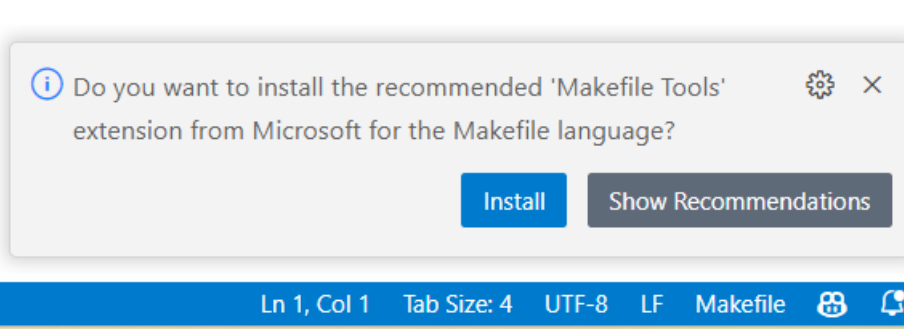 Do you want to install the recommended 'Makefile Tools'
extension from Microsoft for the Makefile language?
Install Show Recommendations
Ln 1, Col 1 Tab Size: 4 UTF-8 LF Makefile